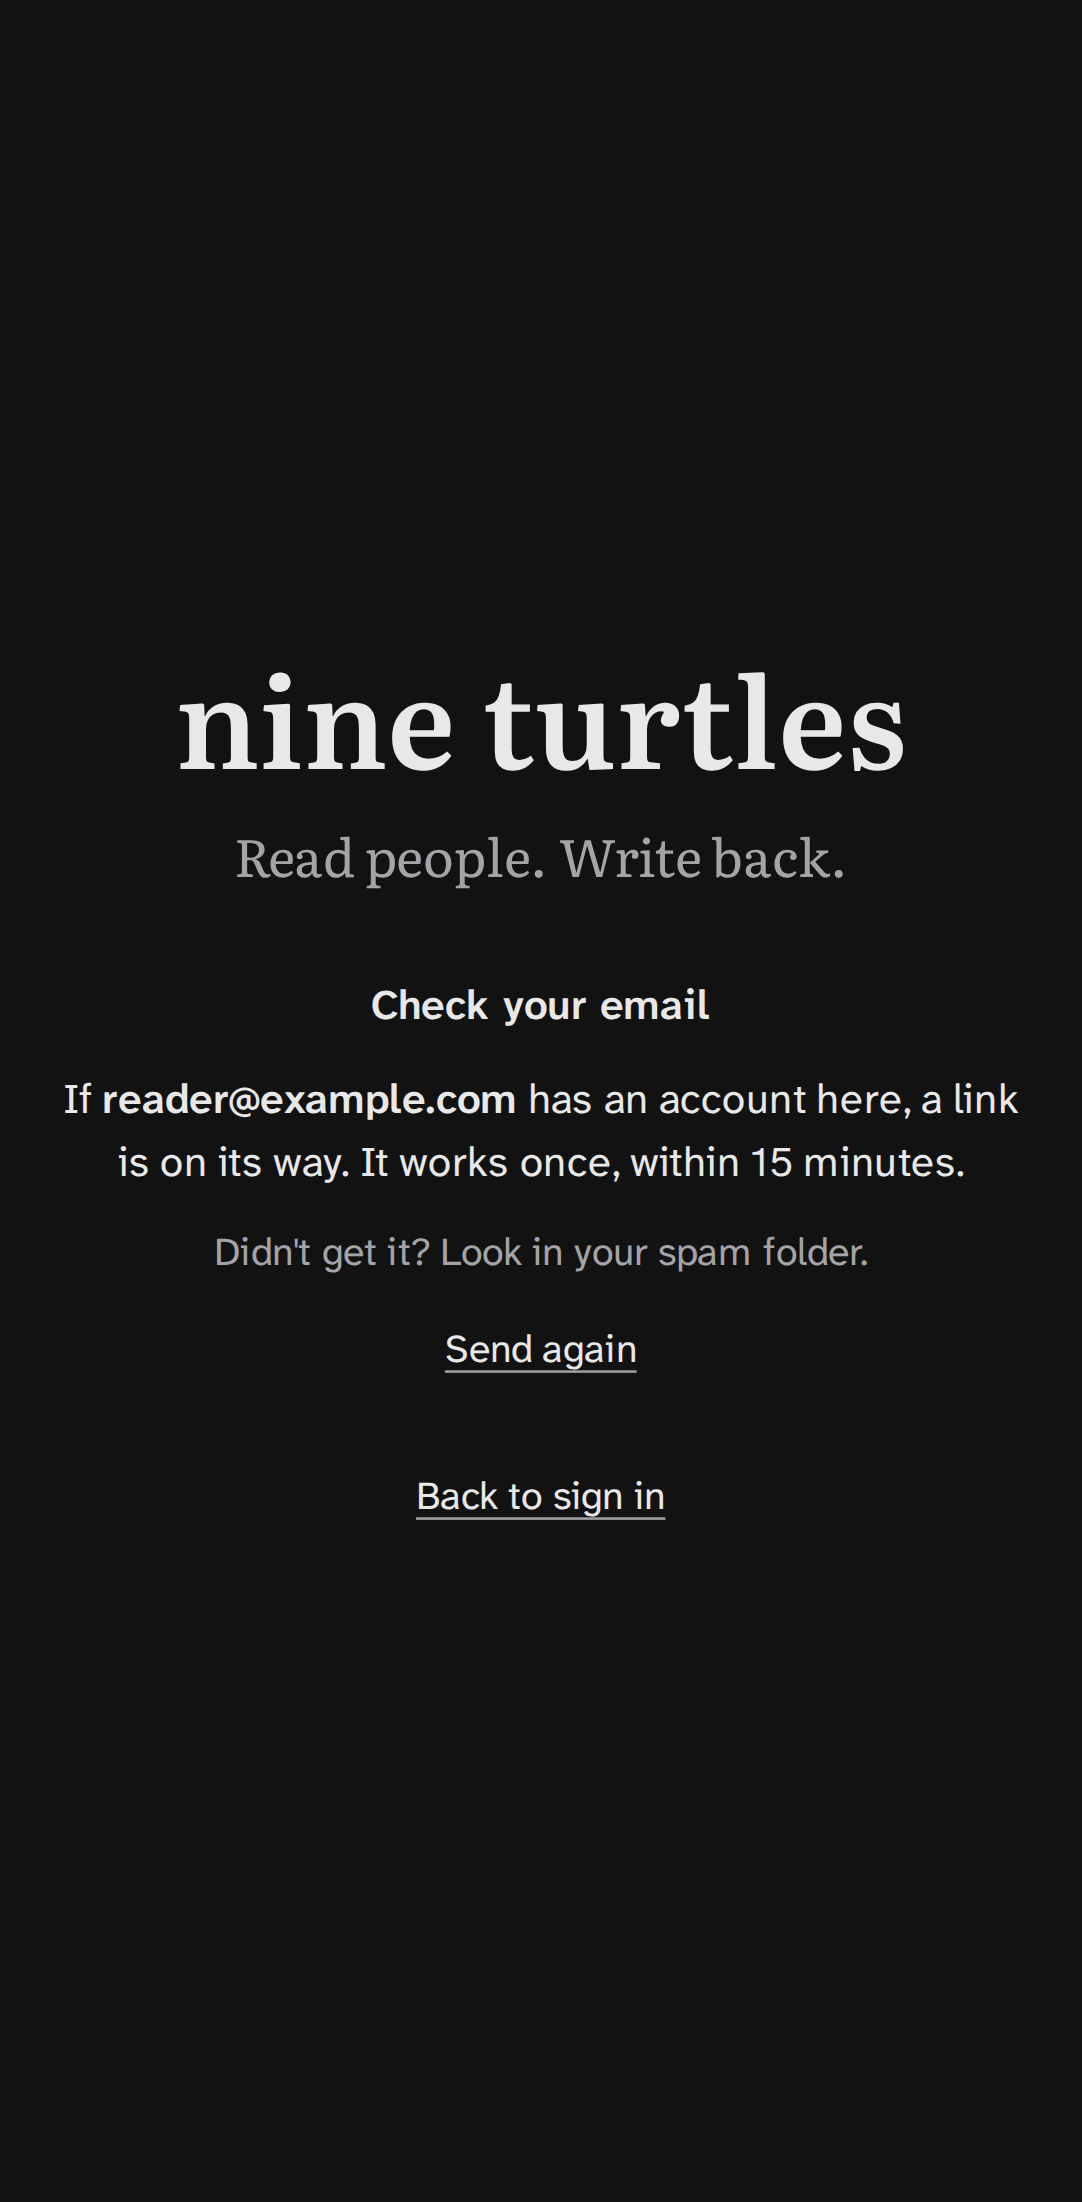 nine turtles
Read people. Write back.
Check your email
If reader@example.com has an account here, a link
is on its way. It works once, within 15 minutes.
Didn't get it? Look in your spam folder.
Send again
Back to sign in